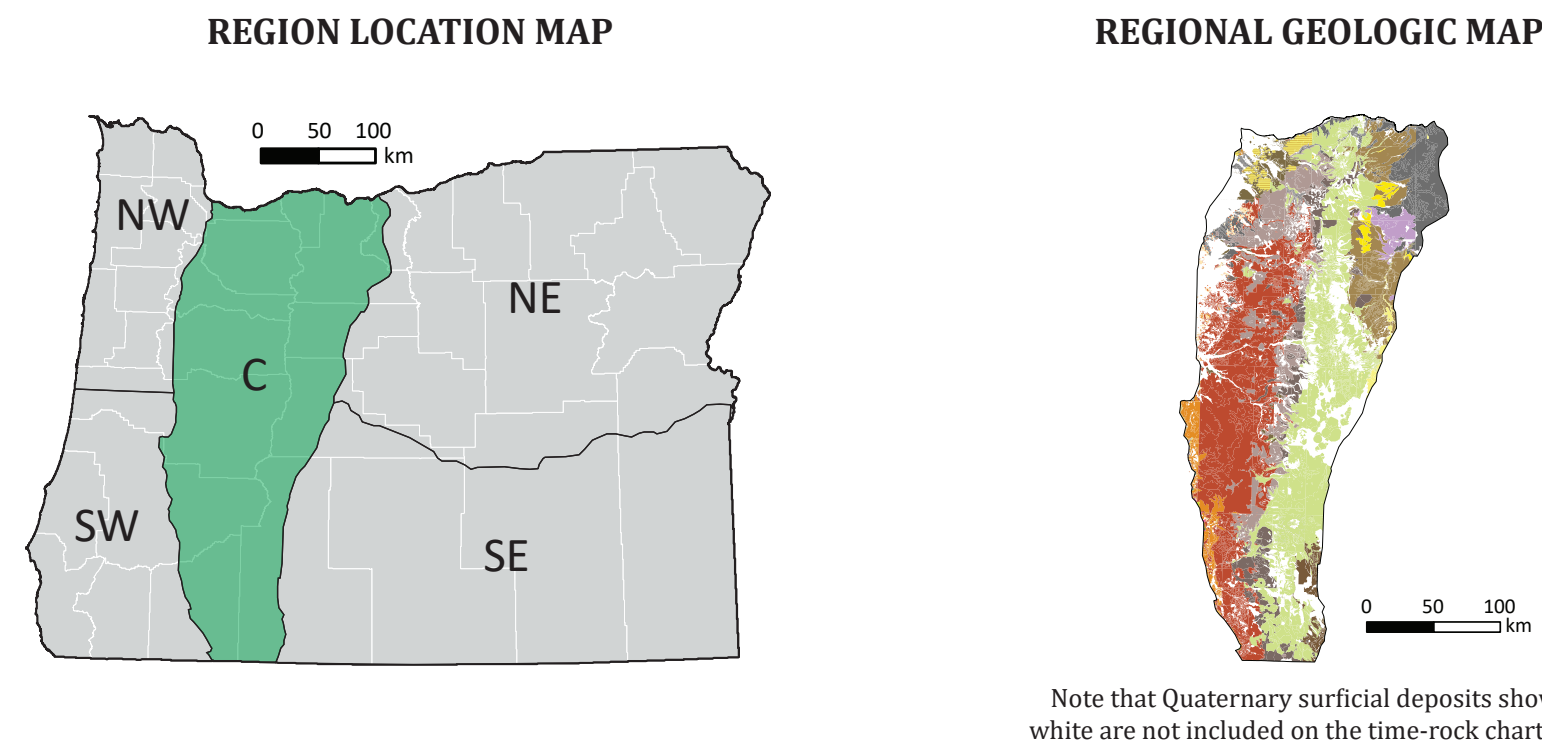 REGION LOCATION MAP
REGIONAL GEOLOGIC MAP
0 50 100
km
NW
NE
C
SW
SE
0 50 100
km
Note that Quaternary surficial deposits
white are not included on the time-rock chart